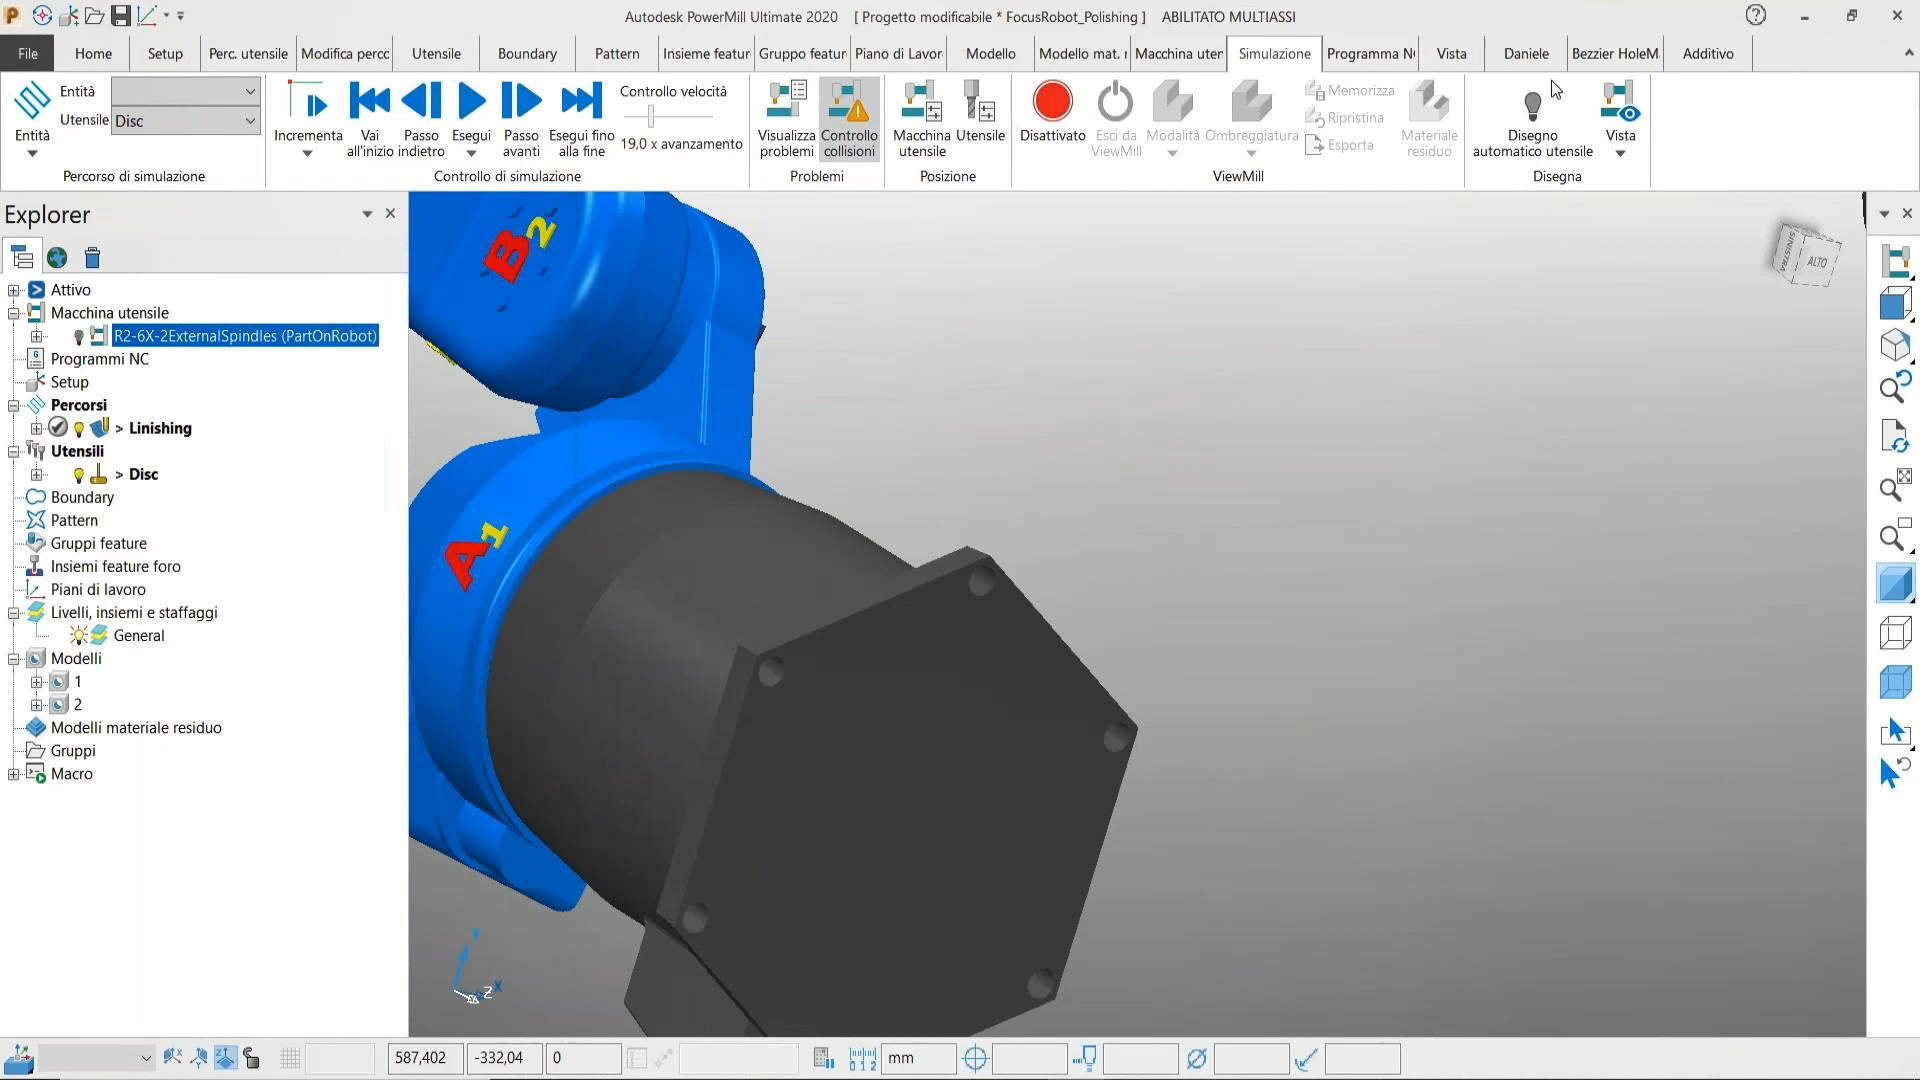 Autodesk PowerMill Ultimate 2020 [ Progetto modificabile * FocusRobot_Polishing ] ABILITATO MULTIASSI
File Home Setup Perc. utensile Modifica percc Utensile Boundary Pattern Insieme featur Gruppo featur Piano di Lavor Modello Modello mat. r Macchina uter Simulazione Programma N Vista Daniele Bezzier HoleM Additivo
Entità
Utensile Disc
Entità
Percorso di simulazione
Incrementa
Vai all'inizio
Passo indietro
Esegui
Passo avanti
Esegui fino alla fine
Controllo velocità
19,0 x avanzamento
Controllo di simulazione
Visualizza problemi
Controllo collisioni
Problemi
Macchina utensile
Utensile
Posizione
Disattivato
Esci da ViewMill
Modalità
Ombreggiatura
Memorizza
Ripristina
Esporta
Materiale residuo
ViewMill
Disegno automatico utensile
Vista
Disegna
Explorer
Attivo
Macchina utensile
R2-6X-2ExternalSpindles (PartOnRobot)
Programmi NC
Setup
Percorsi
> Linishing
Utensili
> Disc
Boundary
Pattern
Gruppi feature
Insiemi feature foro
Piani di lavoro
Livelli, insiemi e staffaggi
General
Modelli
1
2
Modelli materiale residuo
Gruppi
Macro
B2
A1
SINISTRA
ALTO
Y
X
Z
587,402 -332,04 0 mm